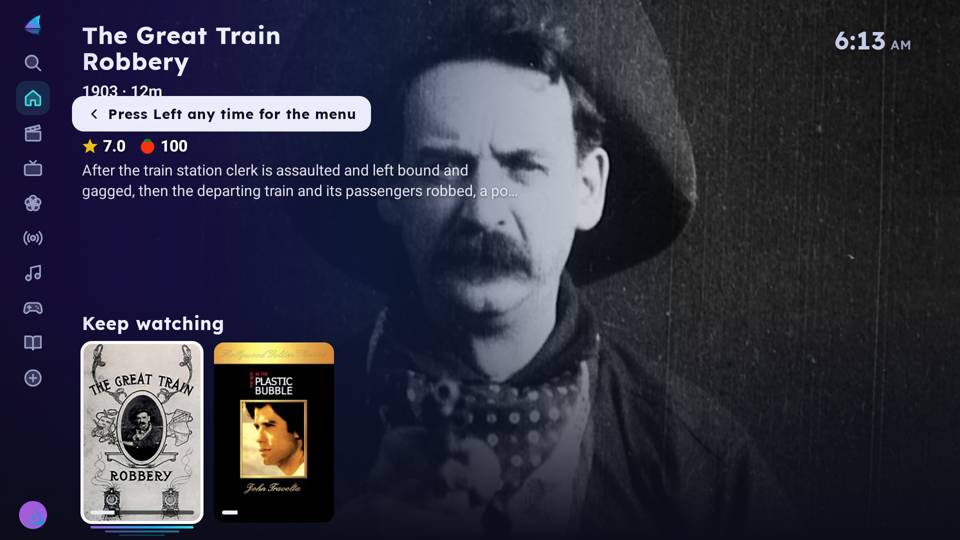 The Great Train
Robbery
6:13 AM
1903 · 12m
Press Left any time for the menu
7.0 100
After the train station clerk is assaulted and left bound and
gagged, then the departing train and its passengers robbed, a po...
Keep watching
THE GREAT TRAIN
ROBBERY
PLASTIC
BUBBLE
John Travolta